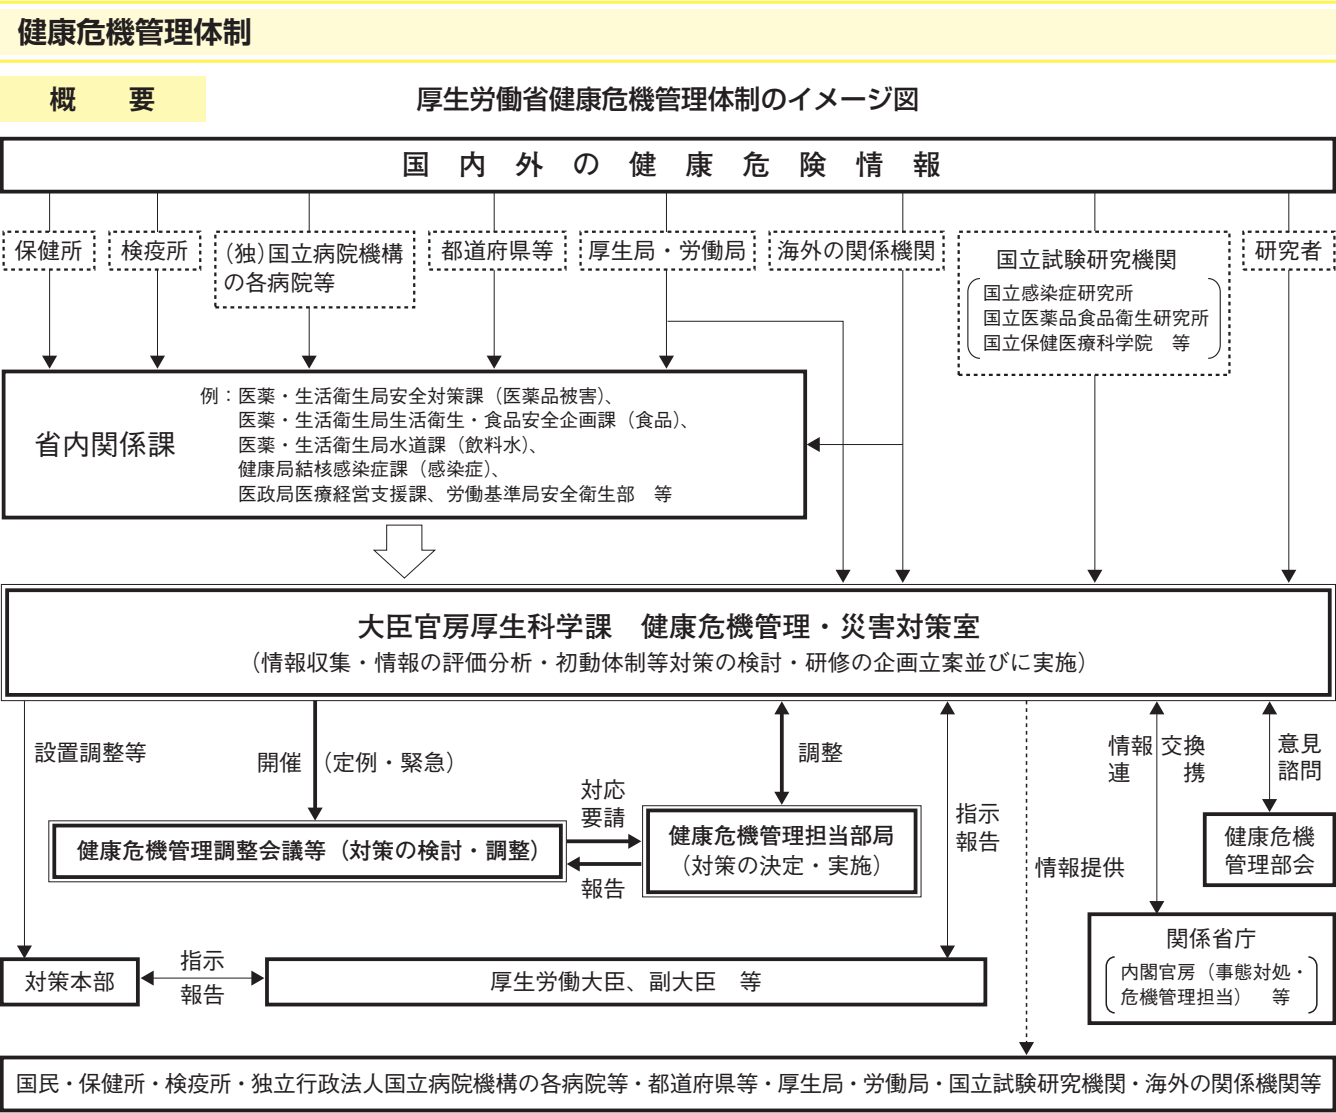 健康危機管理体制
概　要
厚生労働省健康危機管理体制のイメージ図
国内外の健康危険情報
保健所
検疫所
(独)国立病院機構
の各病院等
都道府県等
厚生局・労働局
海外の関係機関
国立試験研究機関
国立感染症研究所
国立医薬品食品衛生研究所
国立保健医療科学院　等
研究者
省内関係課
例：医薬・生活衛生局安全対策課（医薬品被害）、
医薬・生活衛生局生活衛生・食品安全企画課（食品）、
医薬・生活衛生局水道課（飲料水）、
健康局結核感染症課（感染症）、
医政局医療経営支援課、労働基準局安全衛生部　等
大臣官房厚生科学課　健康危機管理・災害対策室
（情報収集・情報の評価分析・初動体制等対策の検討・研修の企画立案並びに実施）
設置調整等
開催（定例・緊急）
調整
情報交換
連携
意見
諮問
対応
要請
指示
報告
健康危機管理調整会議等（対策の検討・調整）
報告
健康危機管理担当部局
（対策の決定・実施）
情報提供
健康危機
管理部会
関係省庁
内閣官房（事態対処・
危機管理担当）　等
対策本部
指示
報告
厚生労働大臣、副大臣　等
国民・保健所・検疫所・独立行政法人国立病院機構の各病院等・都道府県等・厚生局・労働局・国立試験研究機関・海外の関係機関等